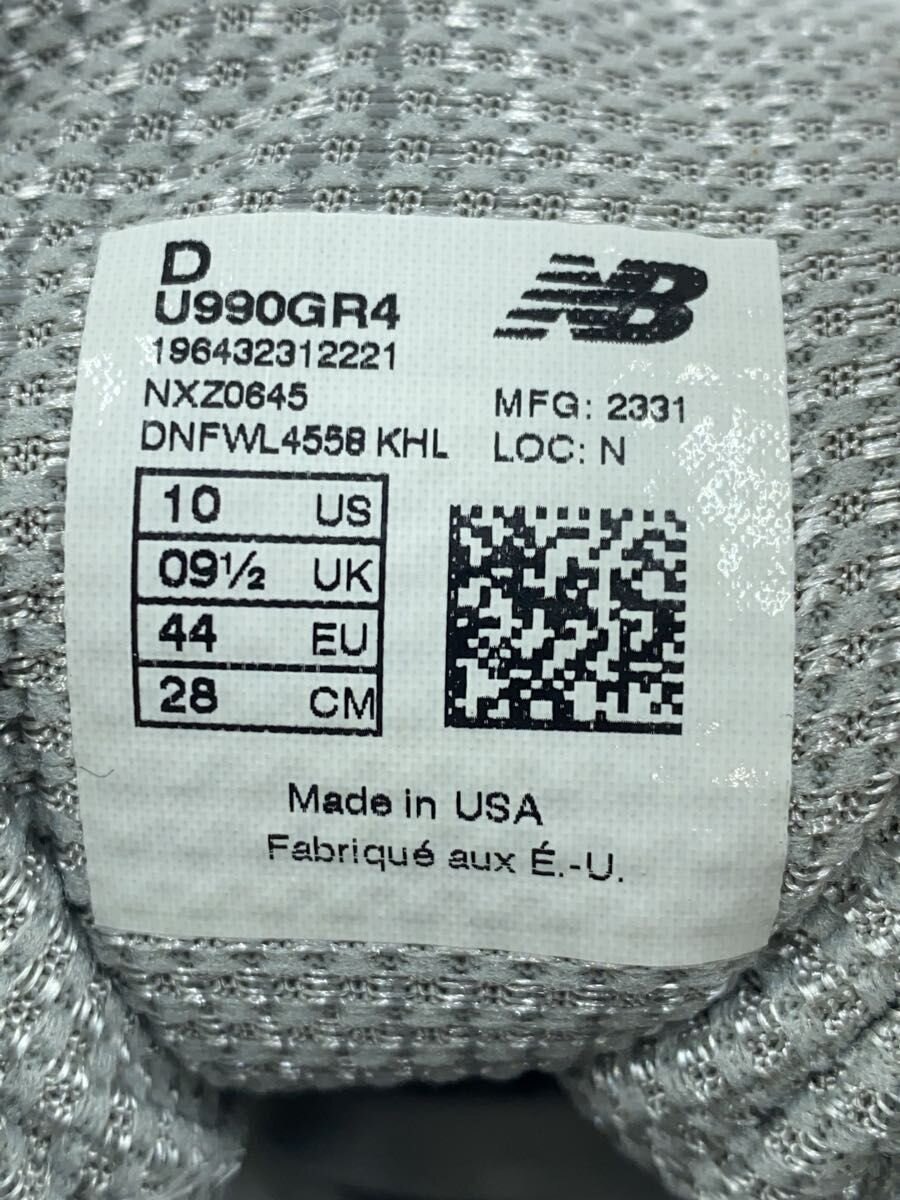 D
U990GR4
196432312221
NXZ0645
DNFWL4558 KHL
NB
MFG: 2331
LOC: N
10 US
09½ UK
44 EU
28 CM
Made in USA
Fabriqué aux É.-U.